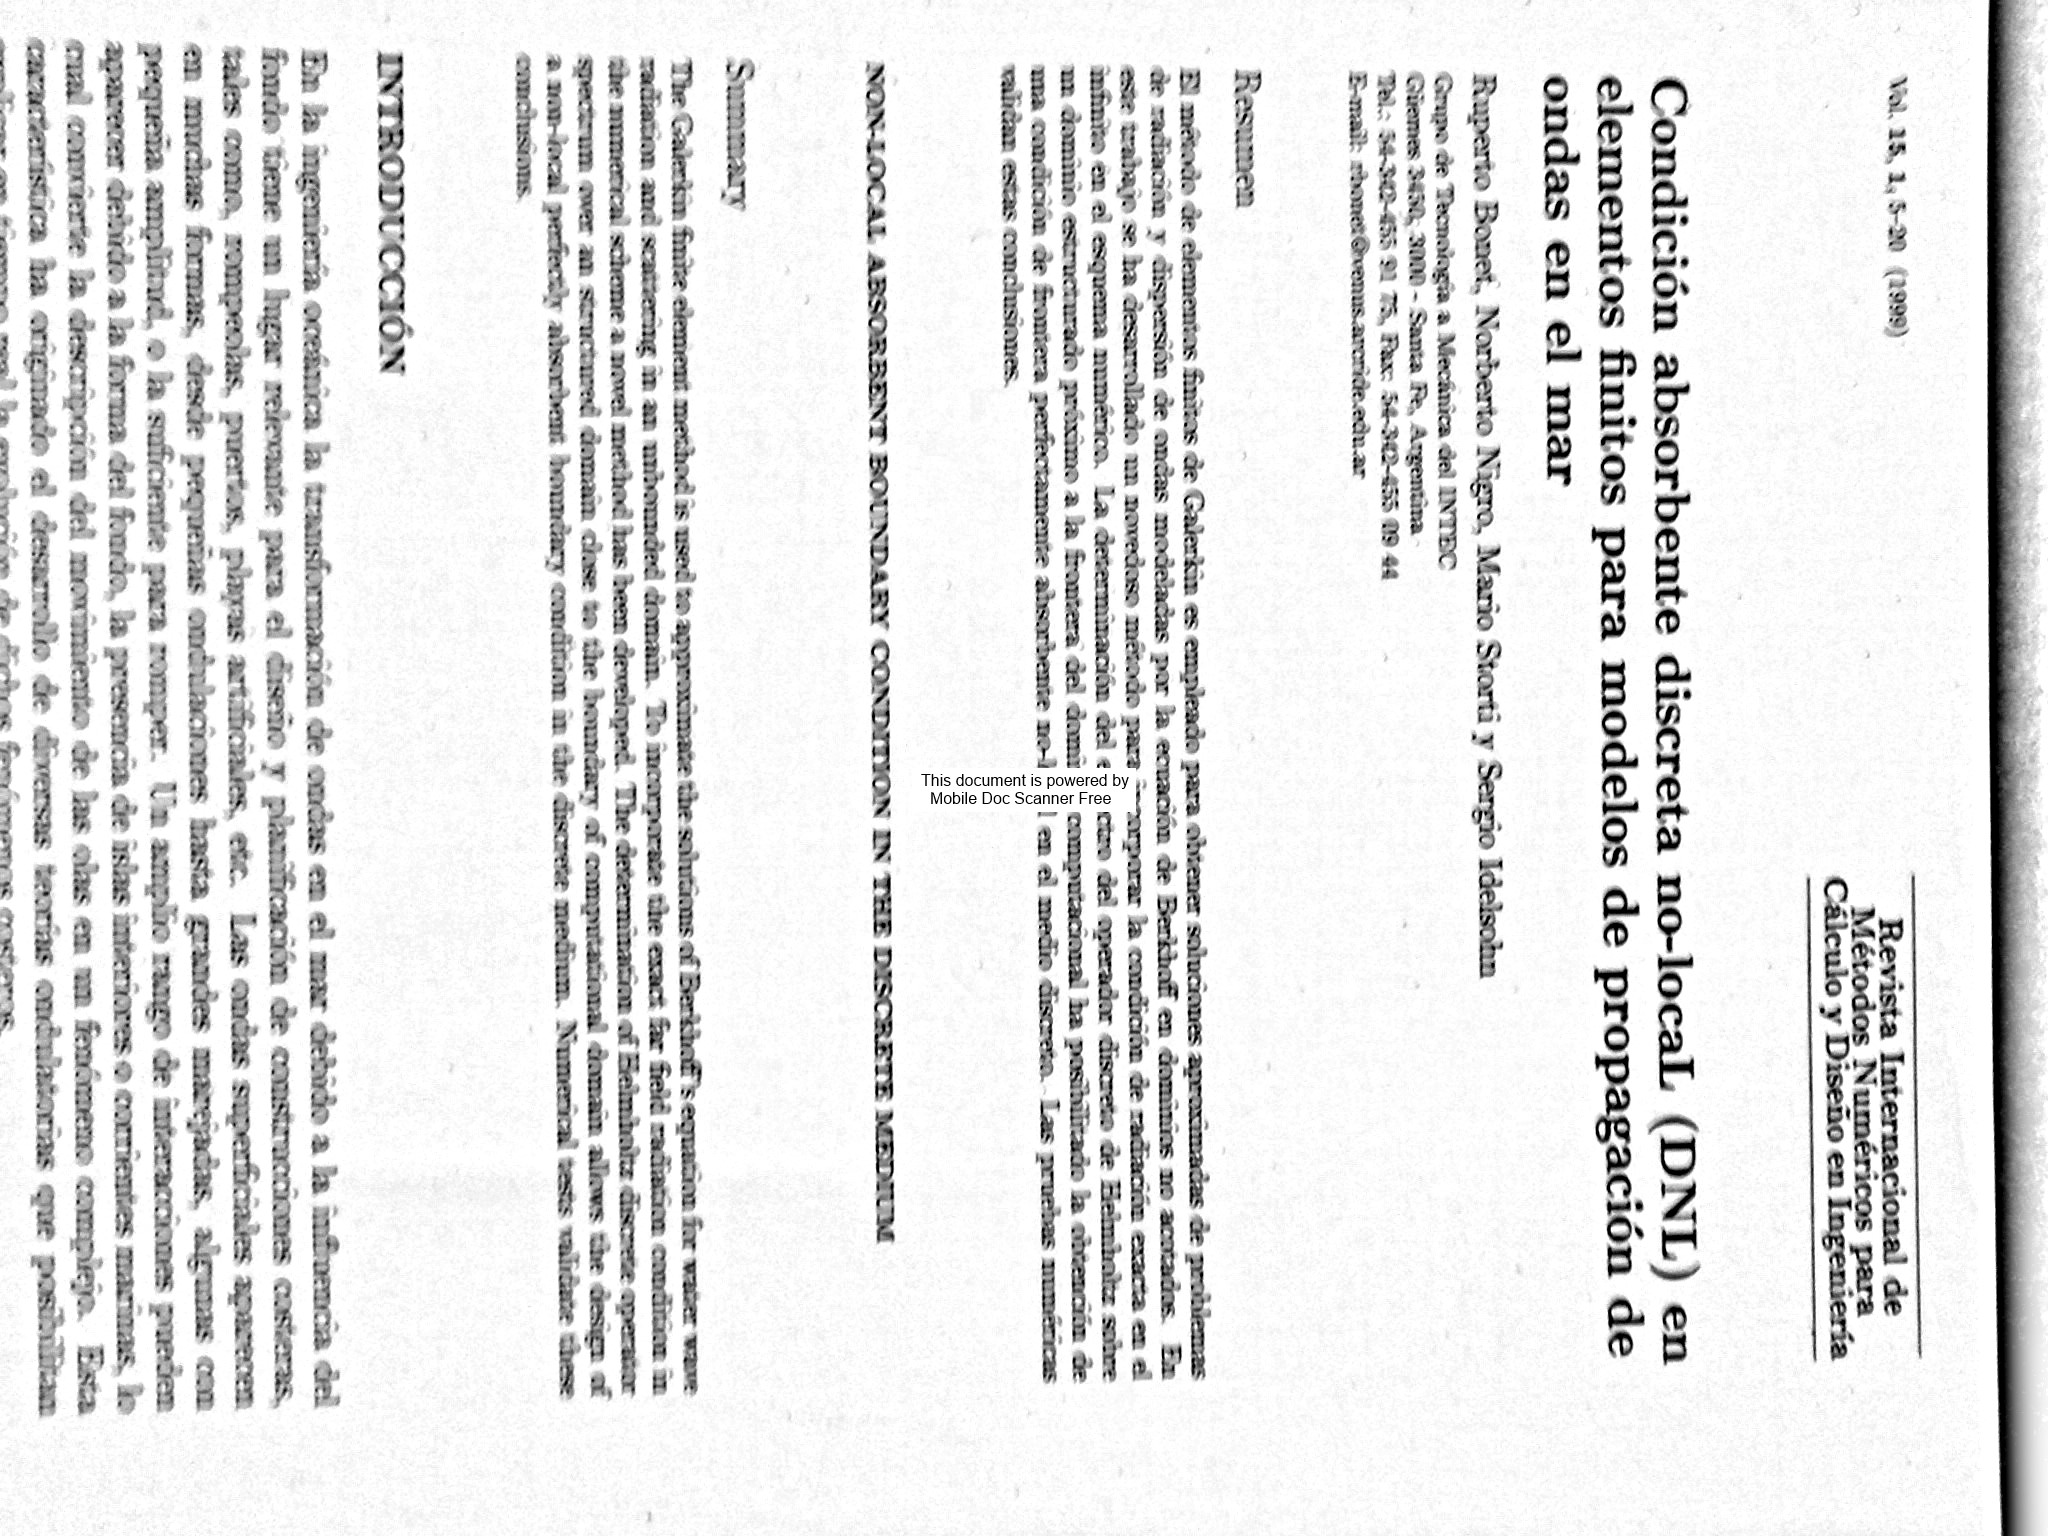 Vol. 15, 1, 5-20 (1999)
Revista Internacional de
Métodos Numéricos para
Cálculo y Diseño en Ingeniería
Condición absorbente discreta no-locaL (DNL) en
elementos finitos para modelos de propagación de
ondas en el mar
Ruperto Bonet, Norberto Nigro, Mario Storti y Sergio Idelsohn
Grupo de Tecnología a Mecánica del INTEC
Güemes 3450, 3000 - Santa Fe, Argentina
Tel.: 54-342-455 91 75, Fax: 54-342-455 09 44
E-mail: rbonet@venus.arcride.edu.ar
Resumen
El método de elementos finitos de Galerkin es empleado para obtener soluciones aproximadas de problemas
de radiación y dispersión de ondas modeladas por la ecuación de Berkhoff en dominios no acotados. En
este trabajo se ha desarrollado un novedoso método para incorporar la condición de radiación exacta en el
infinito en el esquema numérico. La determinación del ctro del operador discreto de Helmholtz sobre
un dominio estructurado próximo a la frontera del domi computacional ha posibilitado la obtención de
una condición de frontera perfectamente absorbente no-l en el medio discreto. Las pruebas numéricas
validan estas conclusiones.
NON-LOCAL ABSORBENT BOUNDARY CONDITION IN THE DISCRETE MEDIUM
Summary
The Galerkin finite element method is used to approximate the solutions of Berkhoff's equation for water wave
radiation and scattering in an unbounded domain. To incorporate the exact far field radiation condition in
the numerical scheme a novel method has been developed. The determination of Helmholtz discrete operator
spectrum over an structured domain close to the boundary of computational domain allows the design of
a non-local perfectly absorbent boundary condition in the discrete medium. Numerical tests validate these
conclusions.
INTRODUCCIÓN
En la ingeniería oceánica la transformación de ondas en el mar debido a la influencia del
fondo tiene un lugar relevante para el diseño y planificación de construcciones costeras,
tales como, rompeolas, puertos, playas artificiales, etc. Las ondas superficiales aparecen
en muchas formas, desde pequeñas ondulaciones hasta grandes marejadas, algunas con
pequeña amplitud, o la suficiente para romper. Un amplio rango de interacciones pueden
aparecer debido a la forma del fondo, la presencia de islas interiores o corrientes marinas, lo
cual convierte la descripción del movimiento de las olas en un fenómeno complejo. Esta
característica ha originado el desarrollo de diversas teorías ondulatorias que posibilitan
This document is powered by
Mobile Doc Scanner Free